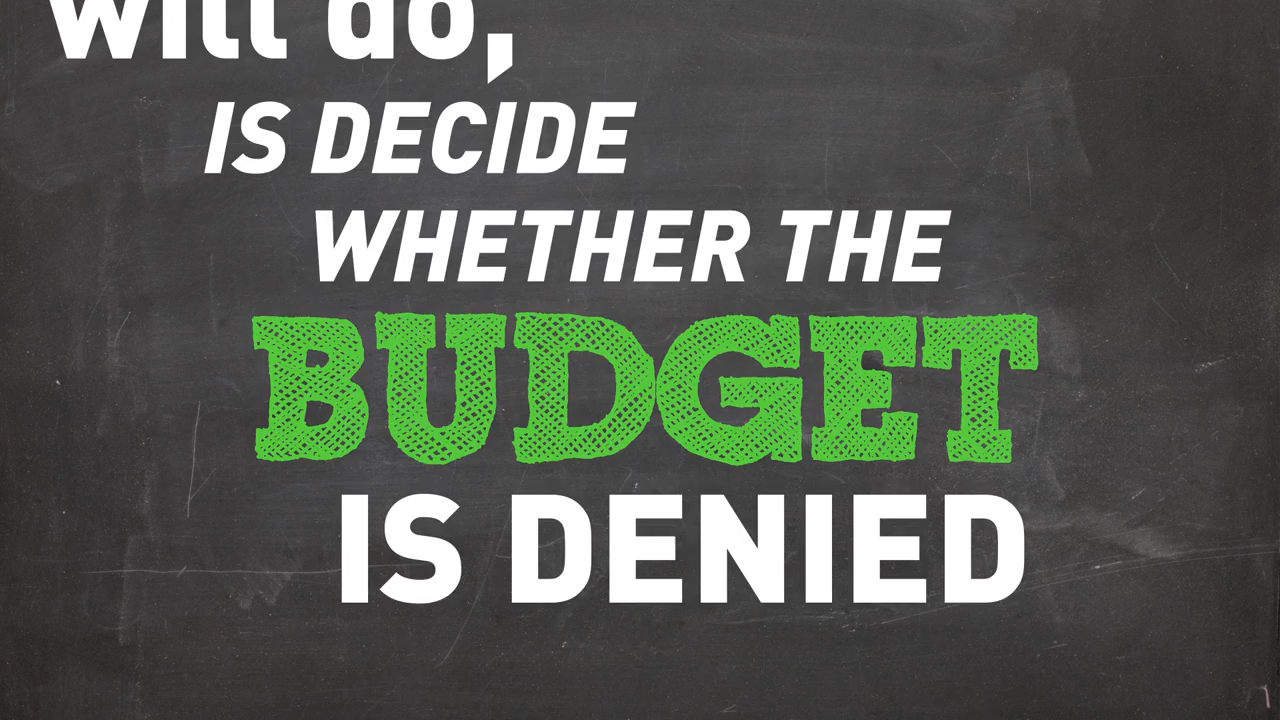 will do,
IS DECIDE
WHETHER THE
BUDGET
IS DENIED